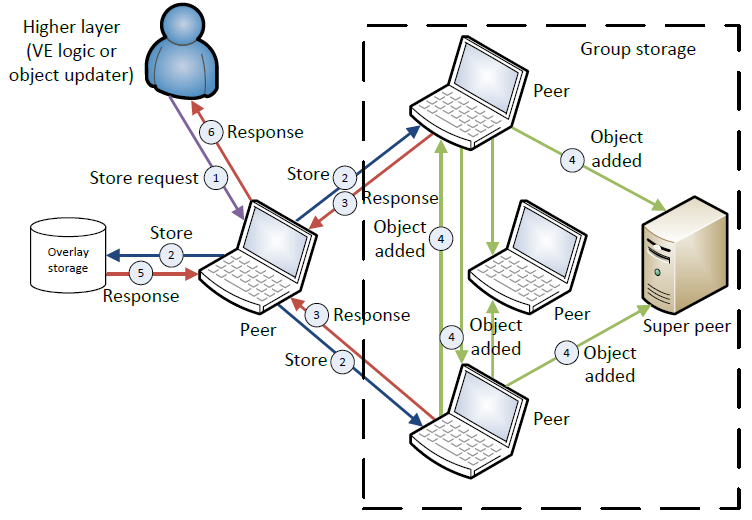 Higher layer
(VE logic or
object updater)
Group storage
Peer
6
Response
Object
added
4
1
Store request
Store
2
3
Response
Object
added
4
Store
2
Overlay
storage
5
Response
Peer
3
Response
Store
2
4
Object
added
Peer
Super peer
4
Object
added
Peer